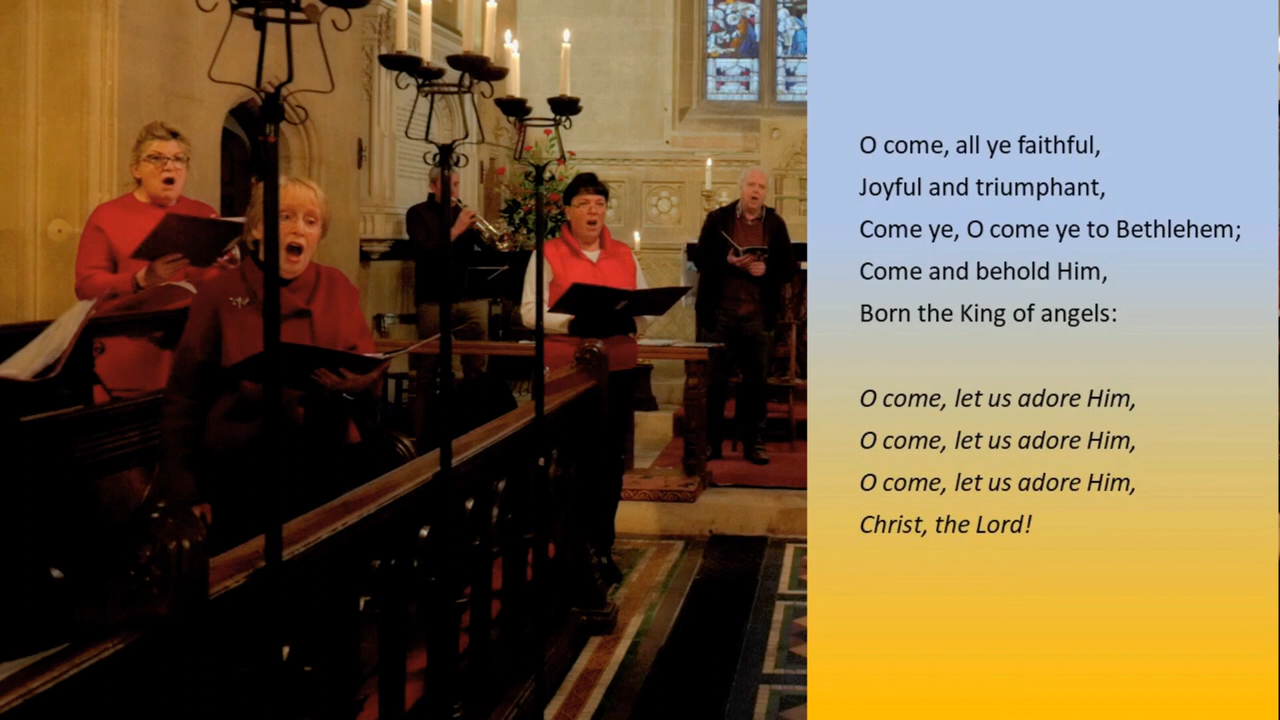 O come, all ye faithful,
Joyful and triumphant,
Come ye, O come ye to Bethlehem;
Come and behold Him,
Born the King of angels:
O come, let us adore Him,
O come, let us adore Him,
O come, let us adore Him,
Christ, the Lord!